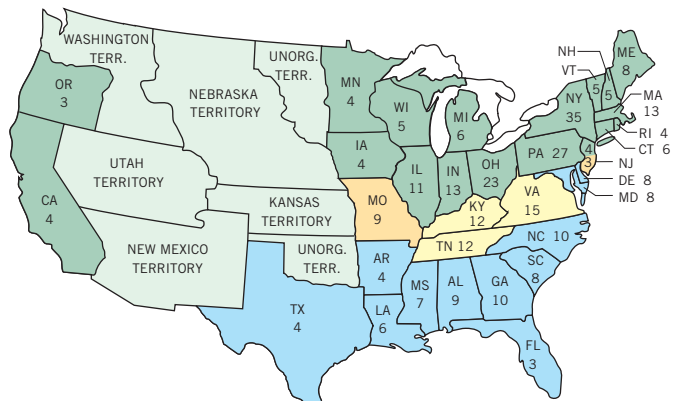 WASHINGTON
TERR.
OR
3
CA
4
NEBRASKA
TERRITORY
UNORG.
TERR.
UTAH
TERRITORY
KANSAS
TERRITORY
NEW MEXICO
TERRITORY
UNORG.
TERR.
TX
4
MN
4
IA
4
MO
9
AR
4
LA
6
WI
5
IL
11
MI
6
IN
13
OH
23
KY
12
TN 12
MS
7
AL
9
GA
10
FL
3
SC
8
NC 10
VA
15
PA 27
NY
35
NH
VT
5
5
ME
8
MA
13
RI 4
CT 6
4
3
NJ
DE 8
MD 8